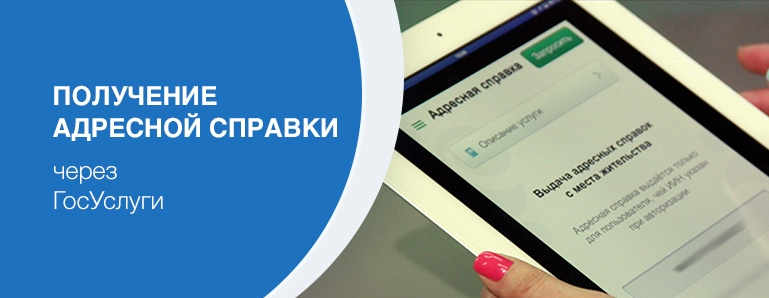 ПОЛУЧЕНИЕ
АДРЕСНОЙ СПРАВКИ
через
ГосУслуги
Адресная справка
Запросить
Описание услуги
Выдача адресных справок
с места жительства
Адресная справка выдаётся только
для пользователя, чей ИИН указан
при авторизации